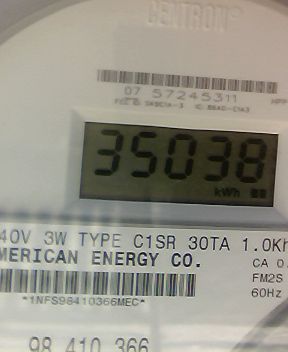 CENTRON®
07 57245311
35038
kWh
40V 3W TYPE C1SR 30TA 1.0Kh
MERICAN ENERGY CO.
CA 0.
FM2S
*1NFS98410366MEC*
60Hz
98 410 366